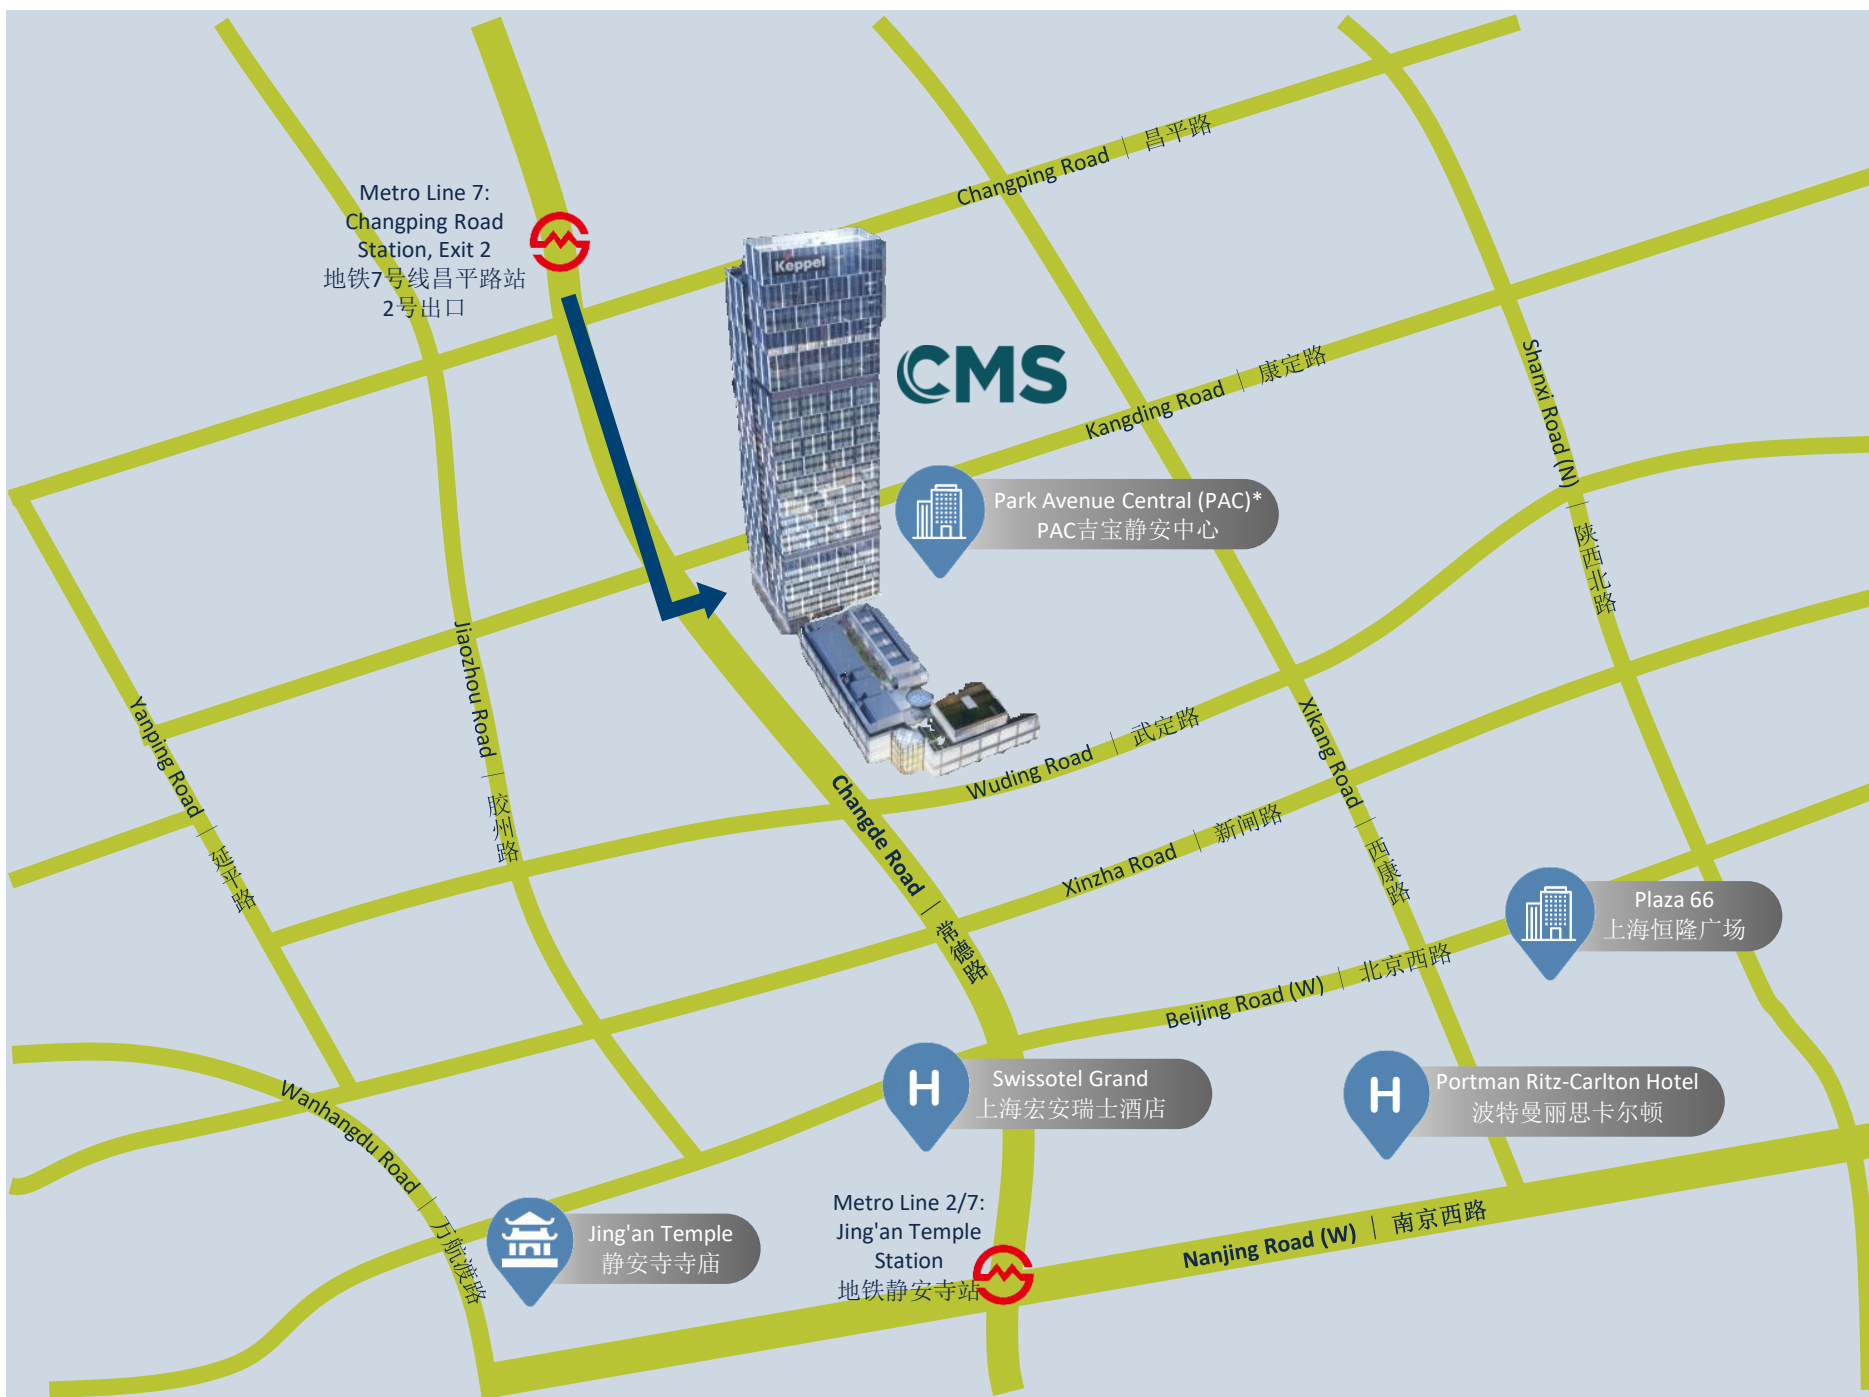 Changping Road | 昌平路
Metro Line 7:
Changping Road
Station, Exit 2
地铁7号线昌平路站
2号出口
Keppel
CMS
Kangding Road | 康定路
Shanxi Road (N) | 陕西北路
Park Avenue Central (PAC)*
PAC吉宝静安中心
Jiaozhou Road | 胶州路
Yanping Road | 延平路
Wuding Road | 武定路
Xikang Road | 西康路
Changde Road | 常德路
Xinzha Road | 新闸路
Plaza 66
上海恒隆广场
Beijing Road (W) | 北京西路
Swissotel Grand
上海宏安瑞士酒店
Portman Ritz-Carlton Hotel
波特曼丽思卡尔顿
Wanhangdu Road | 万航渡路
Jing'an Temple
静安寺寺庙
Metro Line 2/7:
Jing'an Temple
Station
地铁静安寺站
Nanjing Road (W) | 南京西路